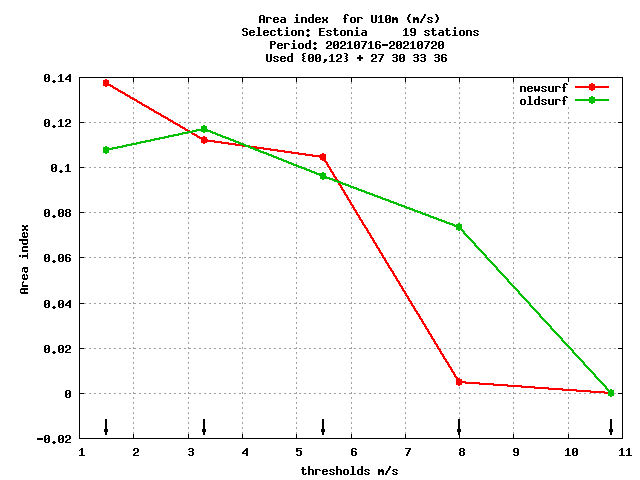 Area index  for U10m (m/s)
Selection: Estonia     19 stations
Period: 20210716-20210720
Used {00,12} + 27 30 33 36
newsurf
oldsurf
0.14
0.12
0.1
0.08
0.06
0.04
0.02
0
-0.02
Area index
1 2 3 4 5 6 7 8 9 10 11
thresholds m/s